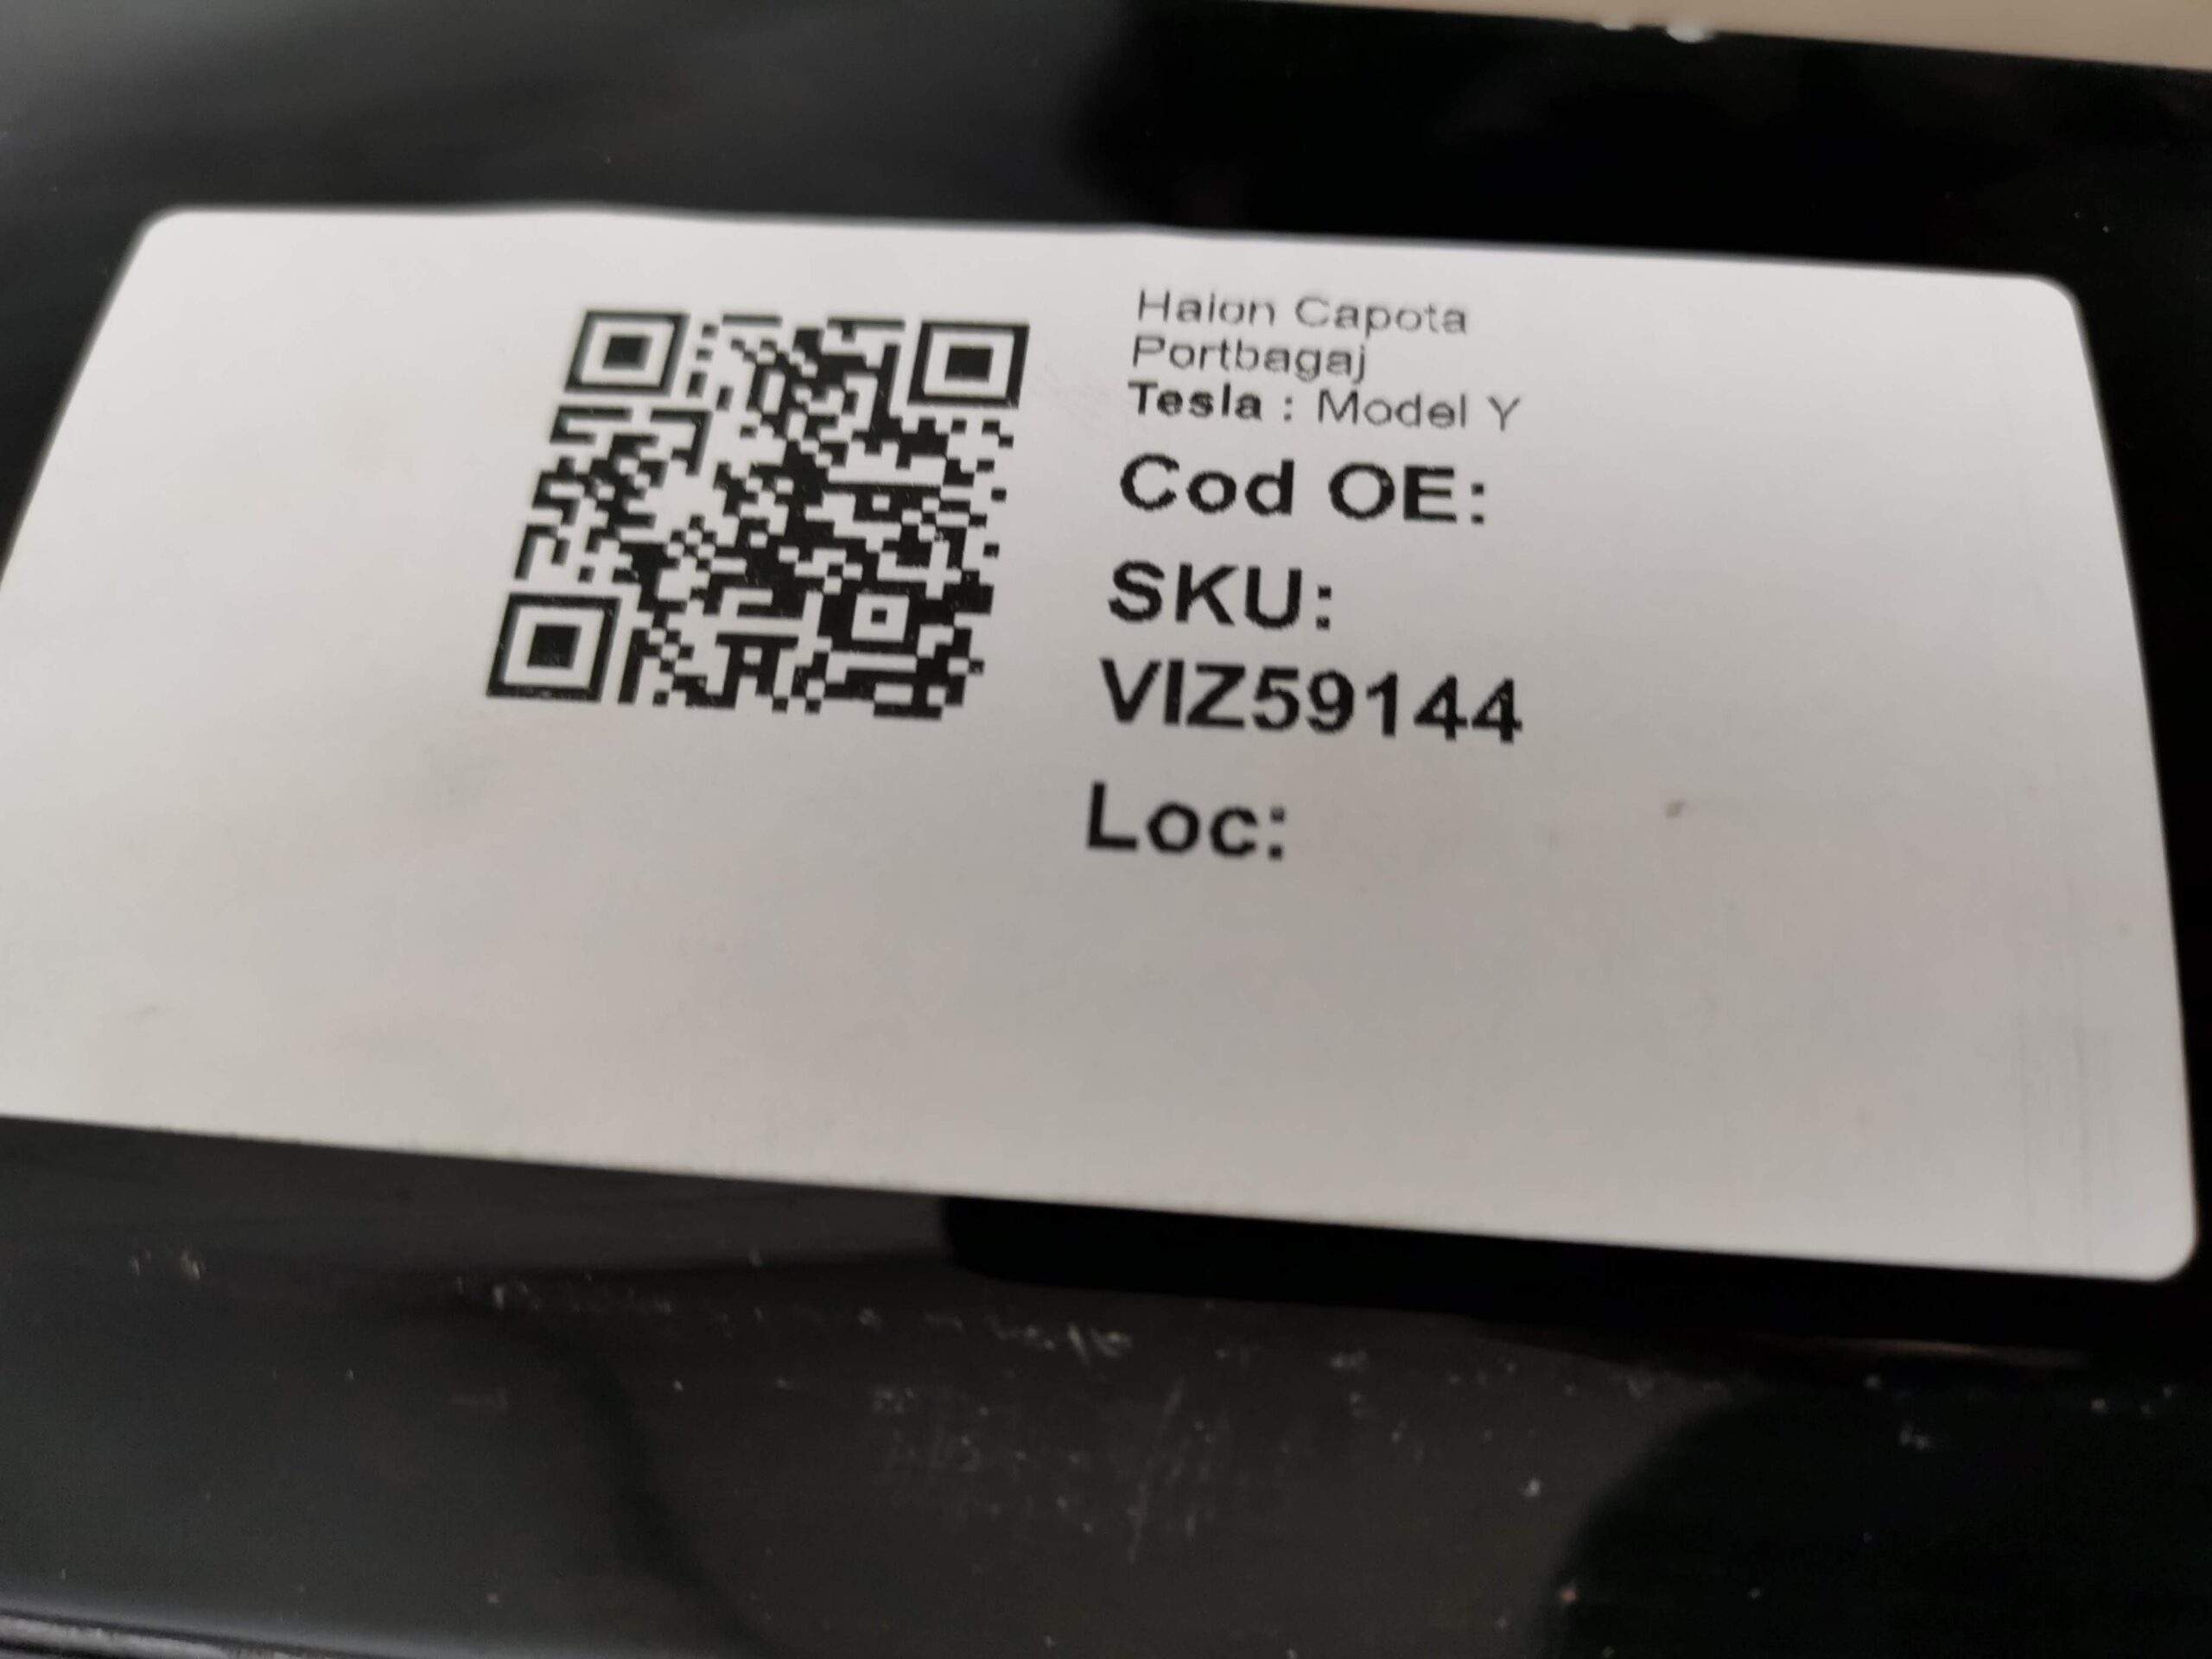 Haion Capota
Portbagaj
Tesla : Model Y
Cod OE:
SKU:
VIZ59144
Loc: